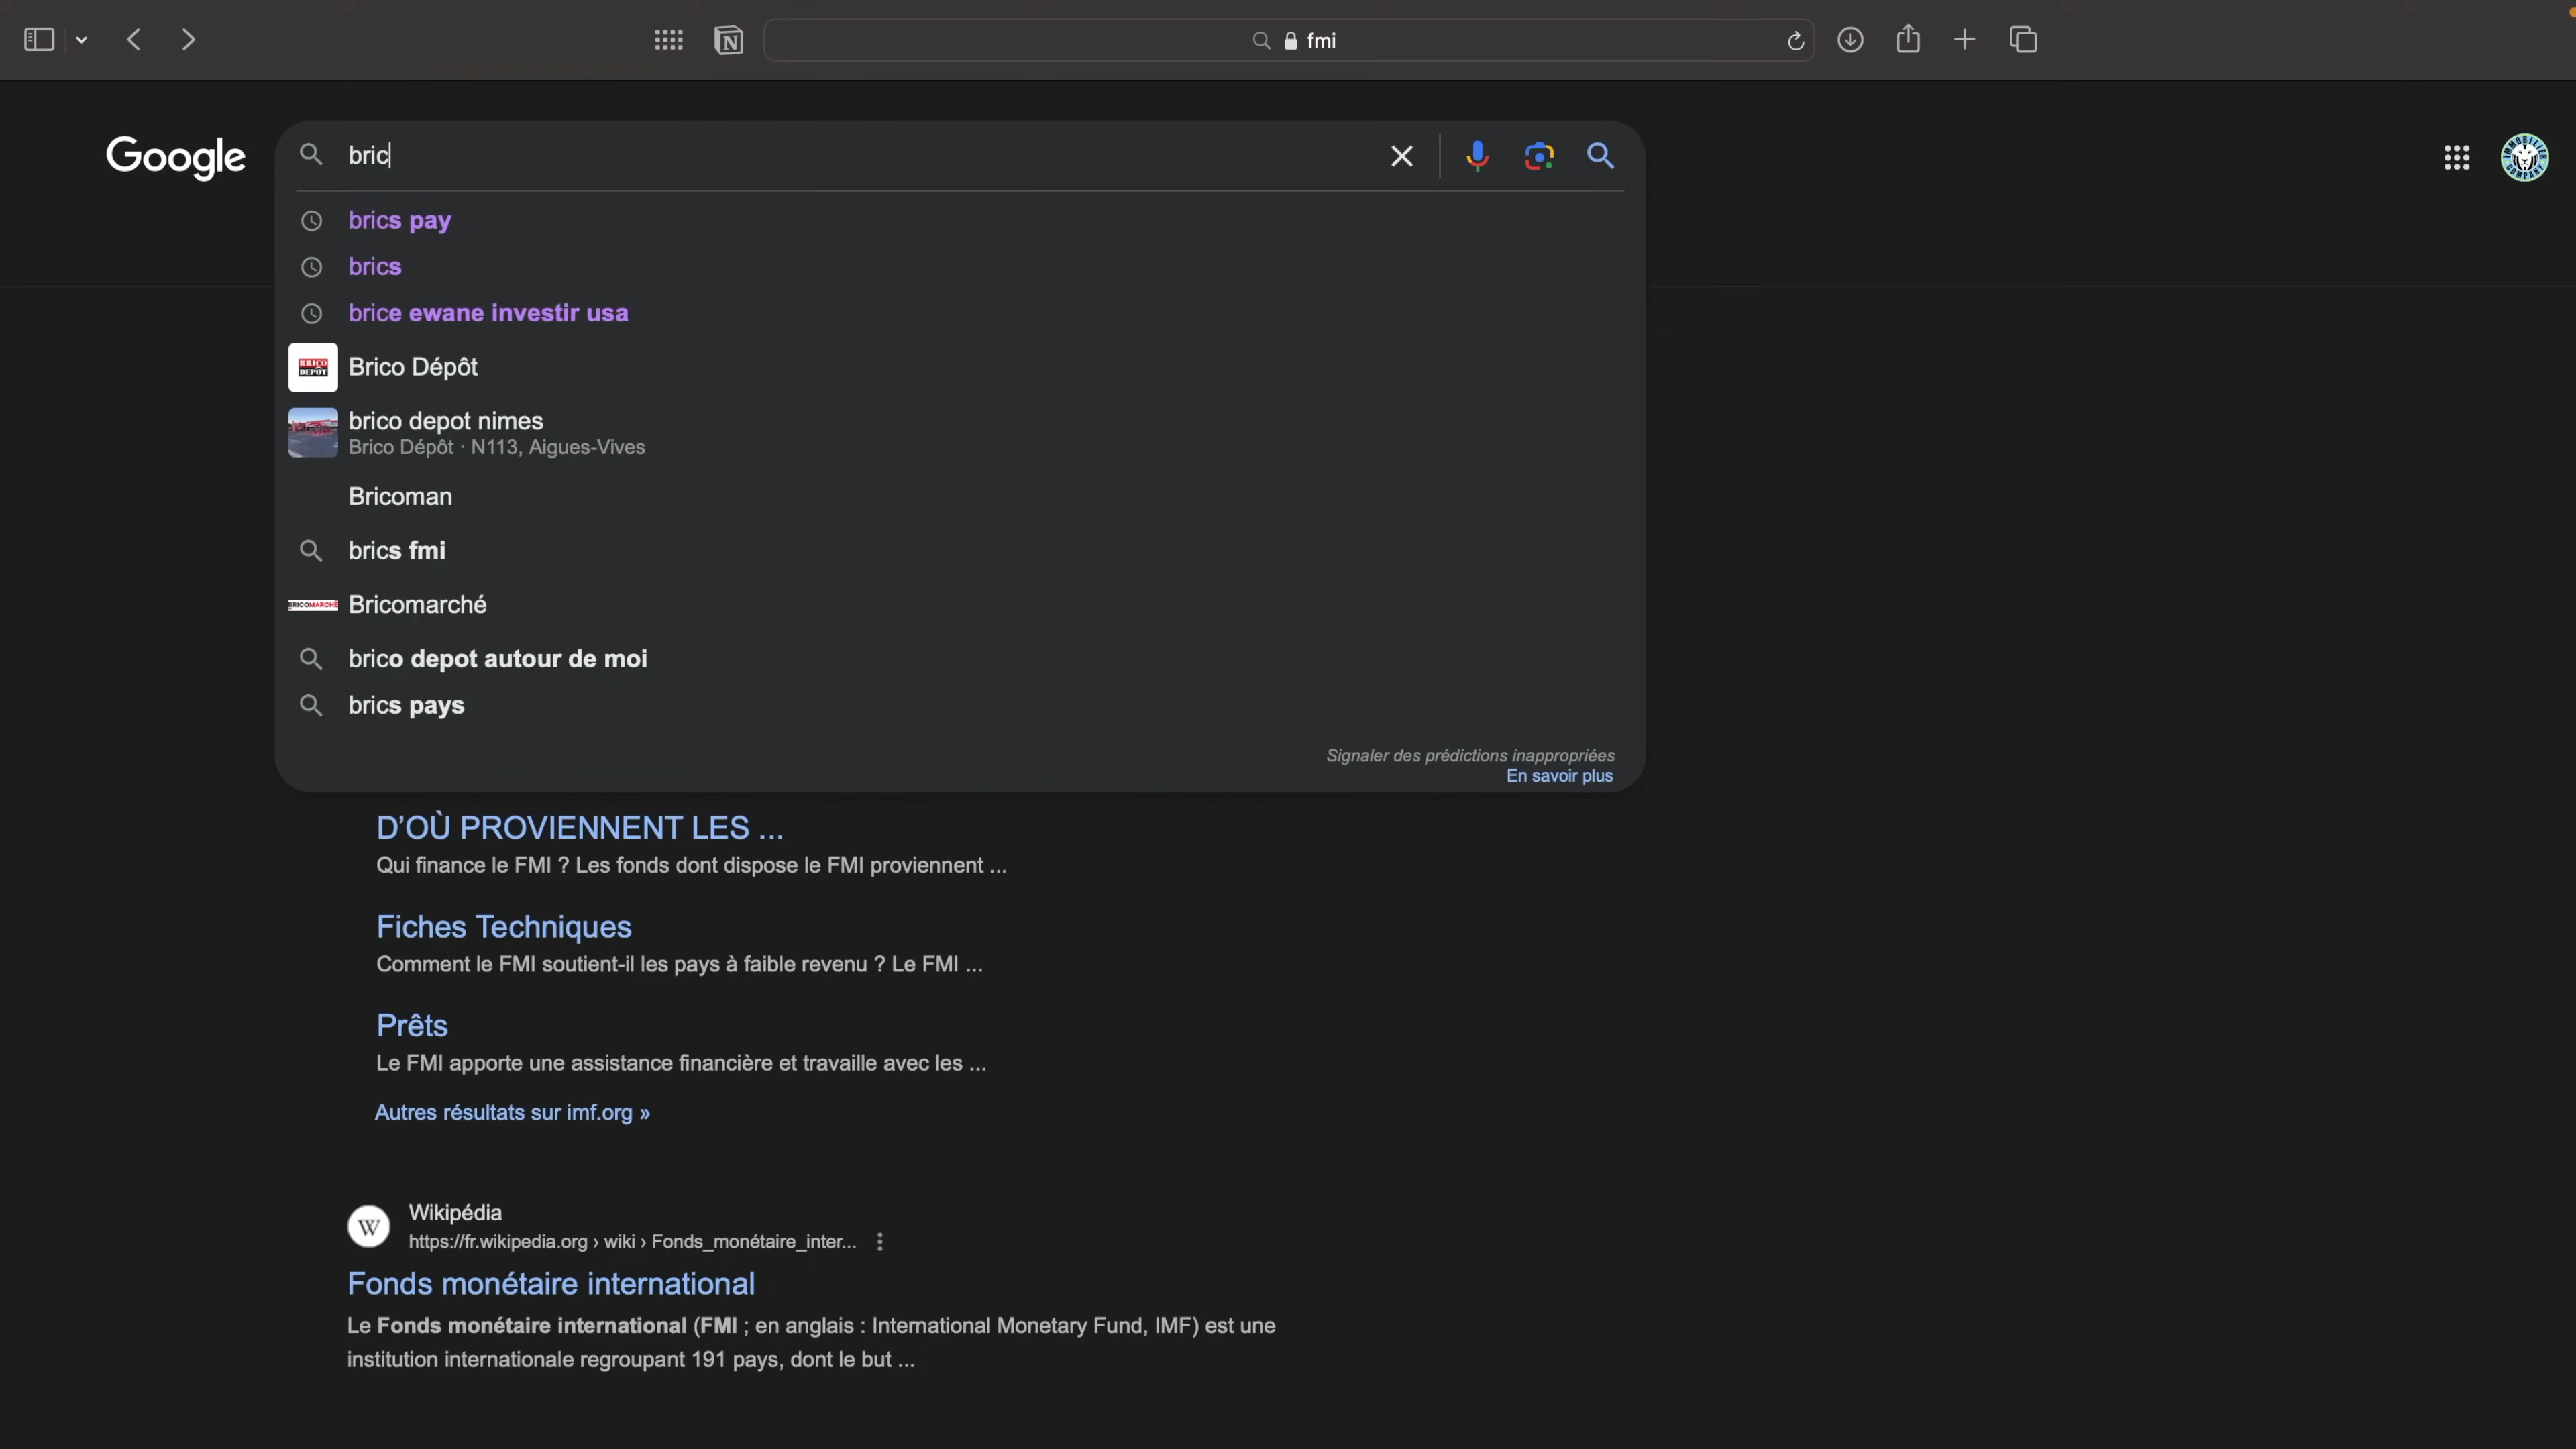 fmi
Google
bric
brics pay
brics
brice ewane investir usa
BRICO
DEPOT
Brico Dépôt
brico depot nimes
Brico Dépôt · N113, Aigues-Vives
Bricoman
brics fmi
BRICOMARCHÉ
Bricomarché
brico depot autour de moi
brics pays
Signaler des prédictions inappropriées
En savoir plus
IMMOBILIER
COMPANY
D'OÙ PROVIENNENT LES ...
Qui finance le FMI ? Les fonds dont dispose le FMI proviennent ...
Fiches Techniques
Comment le FMI soutient-il les pays à faible revenu ? Le FMI ...
Prêts
Le FMI apporte une assistance financière et travaille avec les ...
Autres résultats sur imf.org »
W
Wikipédia
https://fr.wikipedia.org › wiki › Fonds_monétaire_inter...
Fonds monétaire international
Le Fonds monétaire international (FMI ; en anglais : International Monetary Fund, IMF) est une
institution internationale regroupant 191 pays, dont le but ...